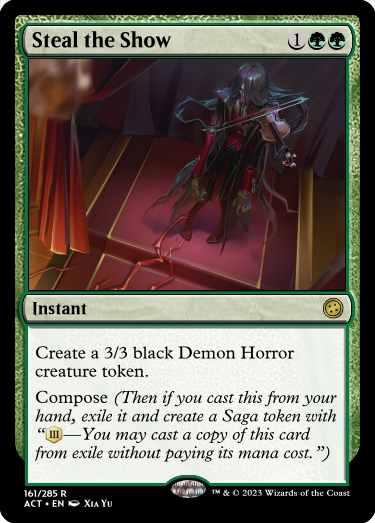 Steal the Show 1
Instant
Create a 3/3 black Demon Horror
creature token.
Compose (Then if you cast this from your
hand, exile it and create a Saga token with
“III—You may cast a copy of this card
from exile without paying its mana cost.”)
161/285 R
ACT • EN Xia Yu
™ & © 2023 Wizards of the Coast